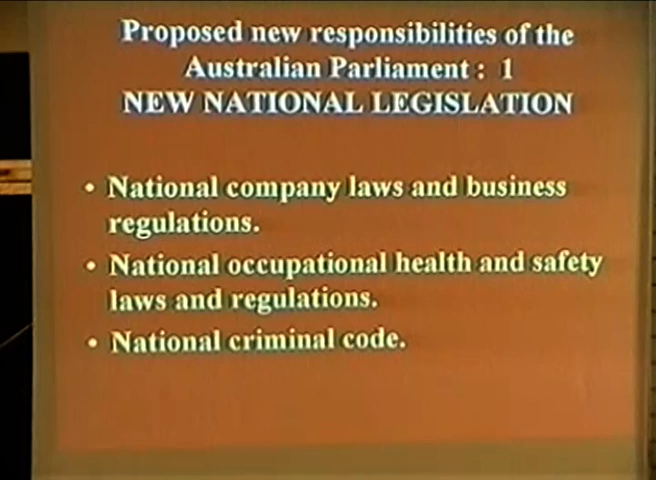 Proposed new responsibilities of the
Australian Parliament : 1
NEW NATIONAL LEGISLATION
• National company laws and business
regulations.
• National occupational health and safety
laws and regulations.
• National criminal code.